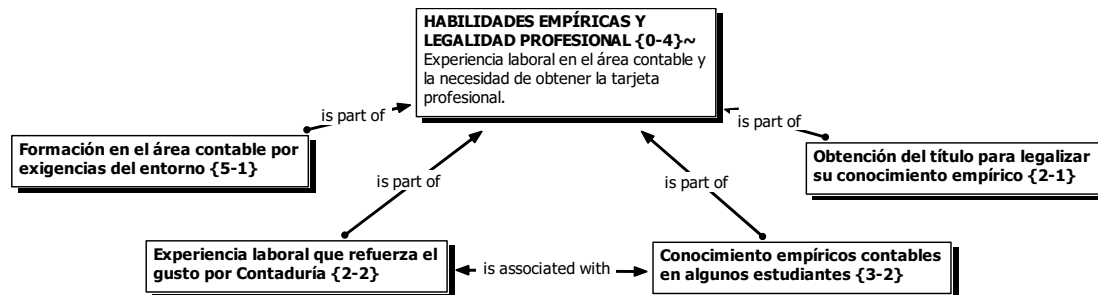 HABILIDADES EMPÍRICAS Y
LEGALIDAD PROFESIONAL {0-4}~
Experiencia laboral en el área contable y
la necesidad de obtener la tarjeta
profesional.
is part of
is part of
Formación en el área contable por
exigencias del entorno {5-1}
Obtención del título para legalizar
su conocimiento empírico {2-1}
is part of
is part of
Experiencia laboral que refuerza el
gusto por Contaduría {2-2}
is associated with
Conocimiento empíricos contables
en algunos estudiantes {3-2}